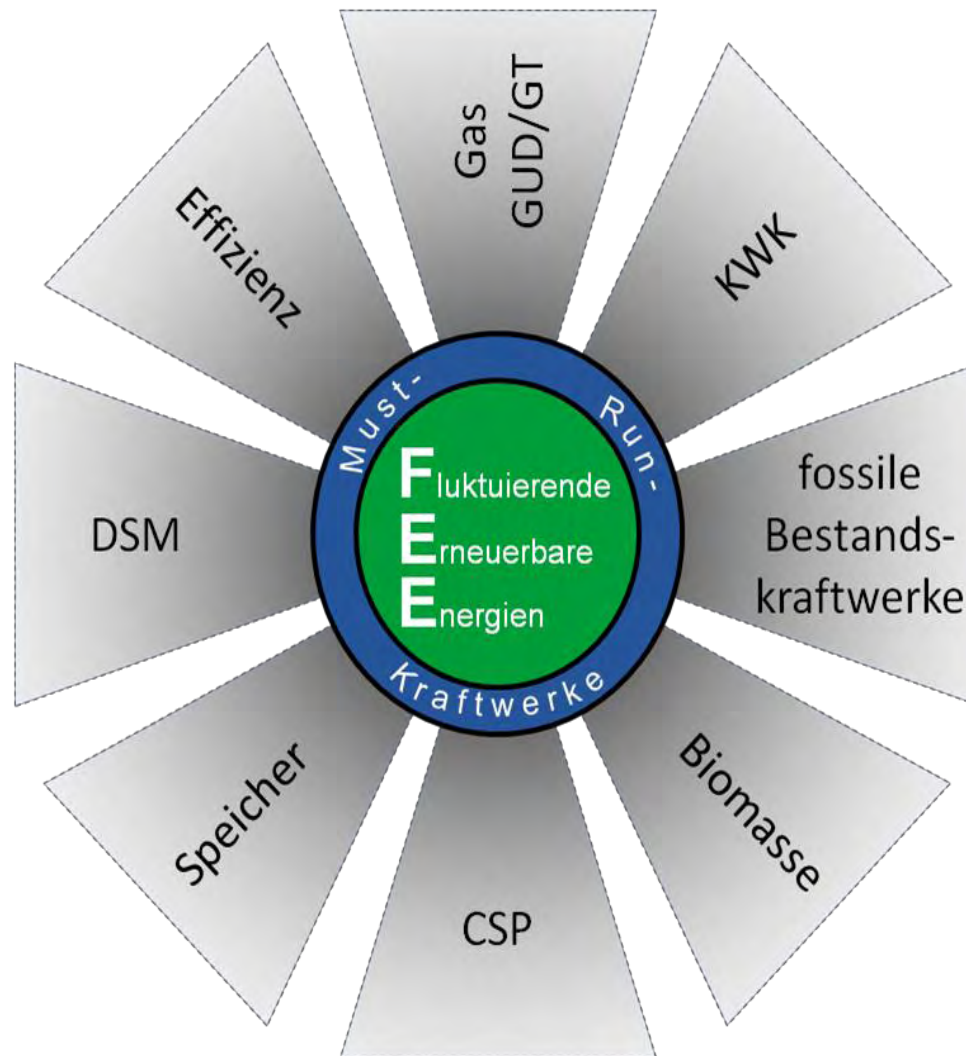 Gas
GUD/GT
KWK
fossile
Bestands-
kraftwerke
Biomasse
CSP
Speicher
DSM
Effizienz
Must-
Run-
Kraftwerke
Fluktuierende
Erneuerbare
Energien